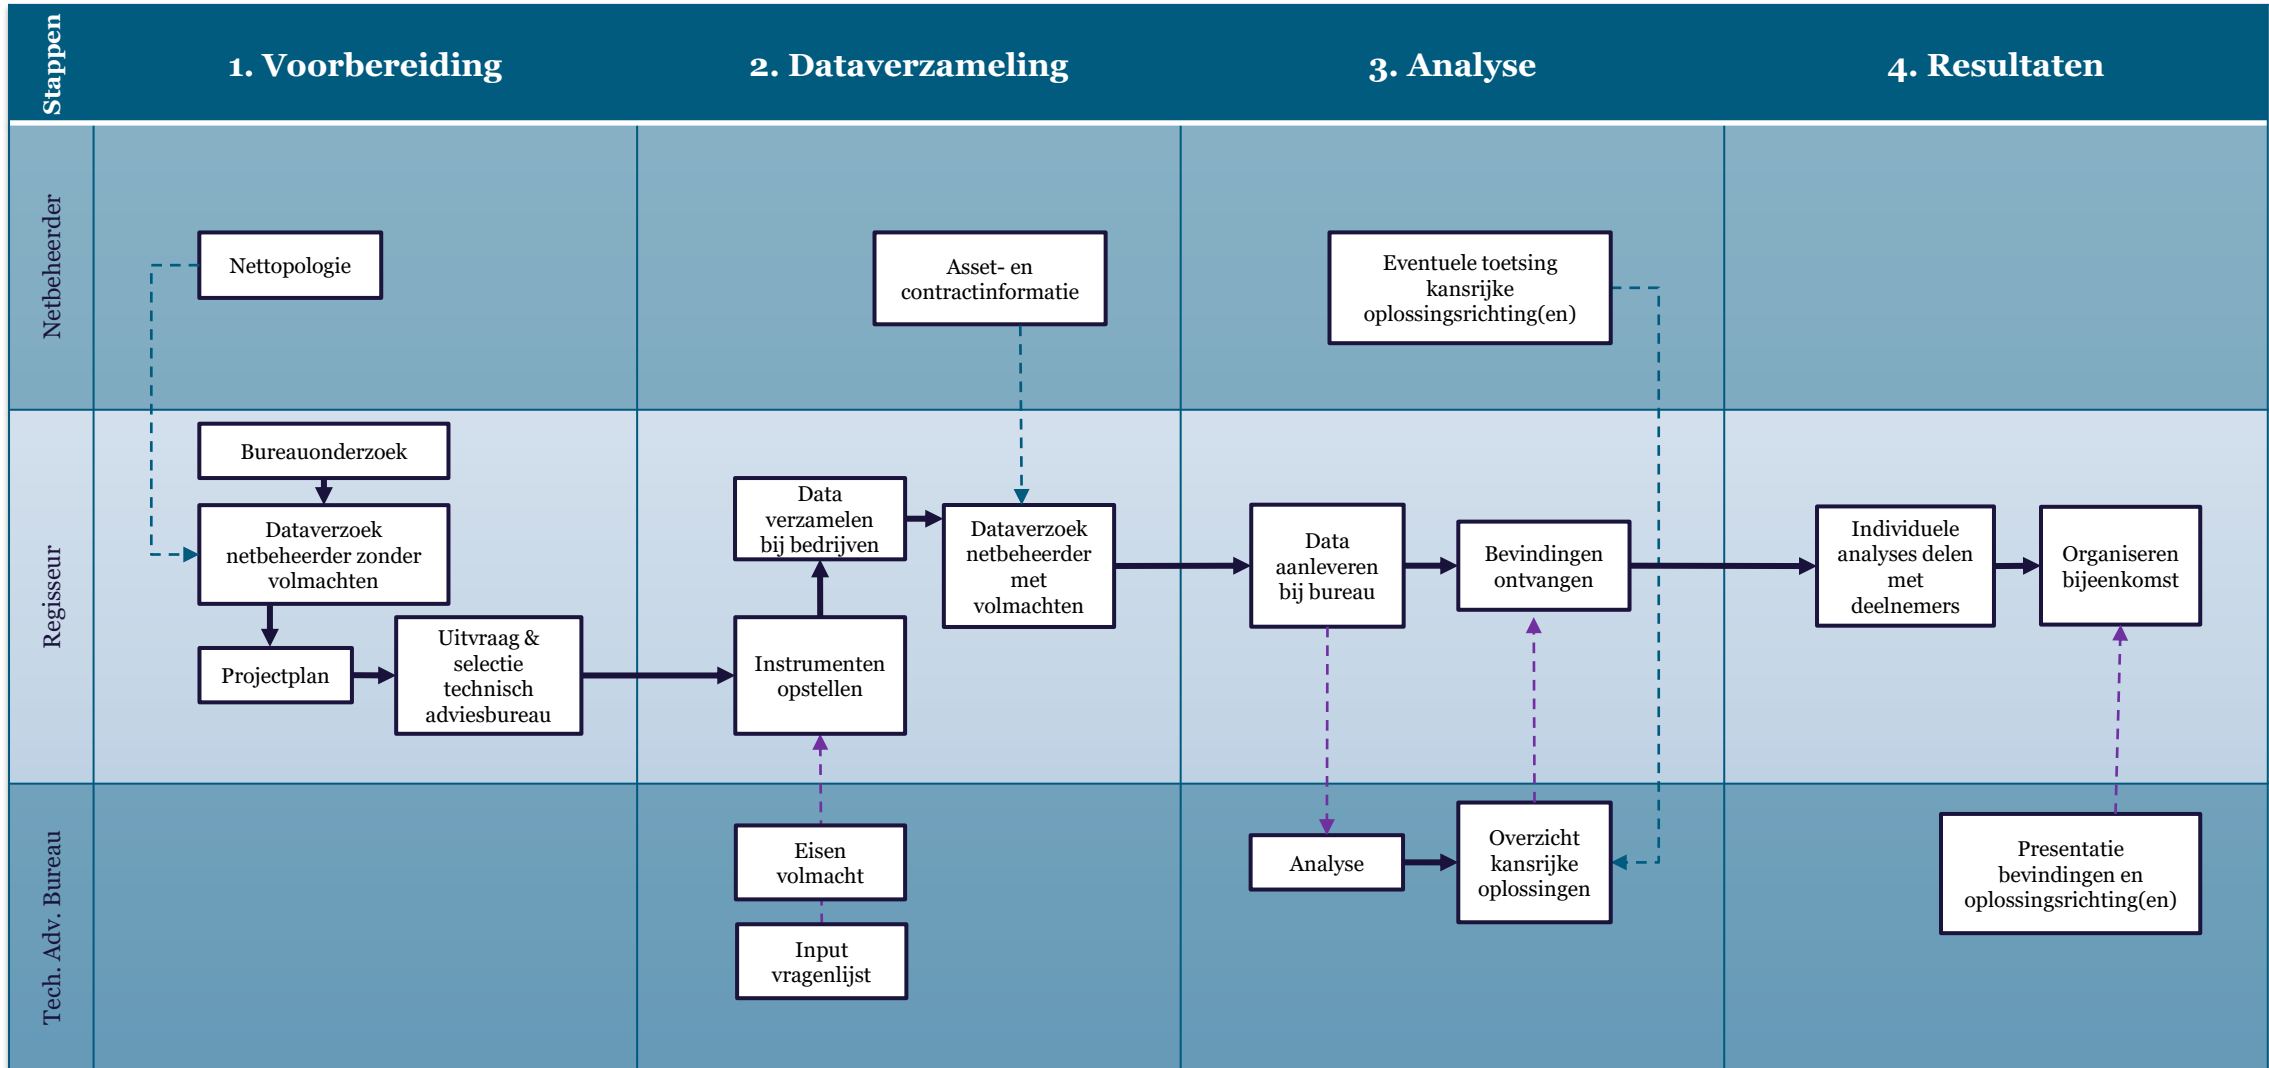 Stappen
1. Voorbereiding
2. Dataverzameling
3. Analyse
4. Resultaten
Netbeheerder
Nettopologie
Asset- en
contractinformatie
Eventuele toetsing
kansrijke
oplossingsrichting(en)
Regisseur
Bureauonderzoek
Dataverzoek
netbeheerder zonder
volmachten
Projectplan
Uitvraag &
selectie
technisch
adviesbureau
Data
verzamelen
bij bedrijven
Instrumenten
opstellen
Dataverzoek
netbeheerder
met
volmachten
Data
aanleveren
bij bureau
Bevindingen
ontvangen
Individuele
analyses delen
met
deelnemers
Organiseren
bijeenkomst
Tech. Adv. Bureau
Eisen
volmacht
Input
vragenlijst
Analyse
Overzicht
kansrijke
oplossingen
Presentatie
bevindingen en
oplossingsrichting(en)